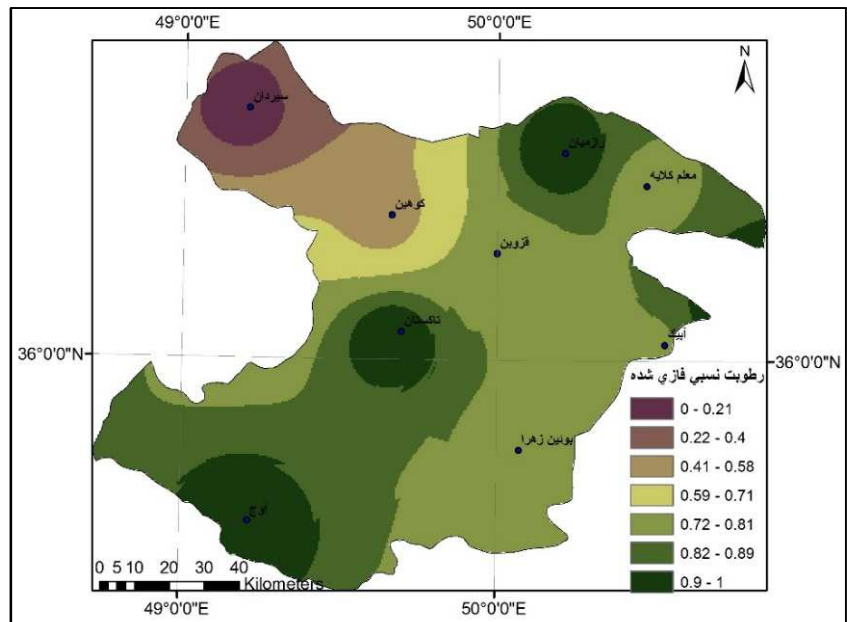 49°0'0"E 50°0'0"E
N
سیردان
رازمیان
معلم کلایه
کوهین
قزوین
تاکستان
آبیک
36°0'0"N 36°0'0"N
رطوبت نسبي فازي شده
0 - 0.21
0.22 - 0.4
0.41 - 0.58
0.59 - 0.71
0.72 - 0.81
0.82 - 0.89
0.9 - 1
بوئین زهرا
آوج
0 5 10 20 30 40
Kilometers
49°0'0"E 50°0'0"E